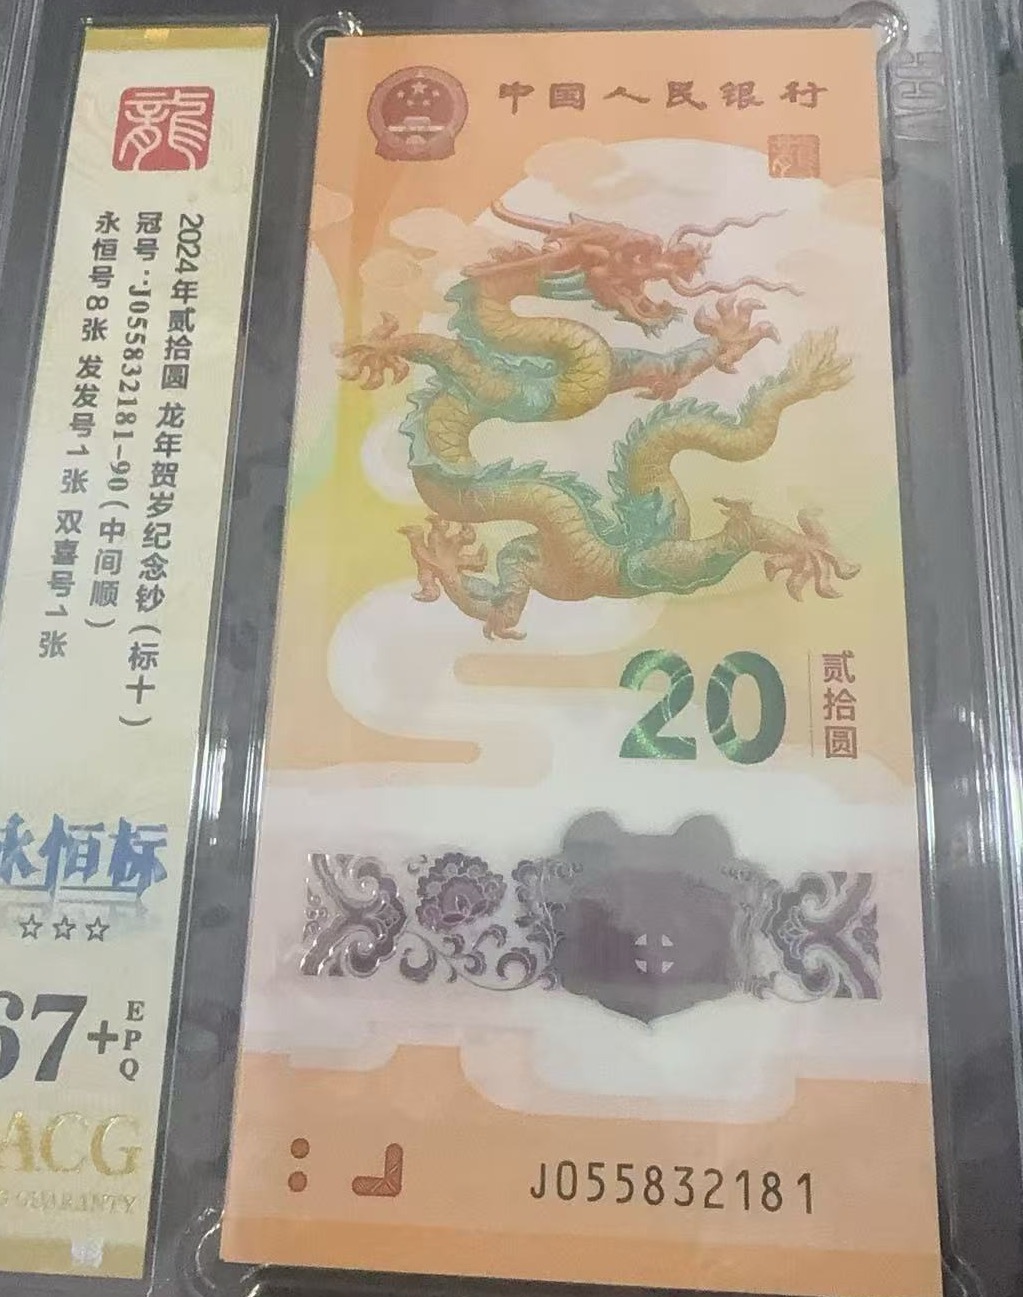 龍
2024年贰拾圆 龙年贺岁纪念钞(标十)
冠号:J055832181-90(中间顺)
永恒号8张 发发号1张 双喜号1张
永恒标
☆☆☆
67+
EPQ
ACG
GUARANTY
中国人民银行
20
贰拾圆
J055832181
ACG